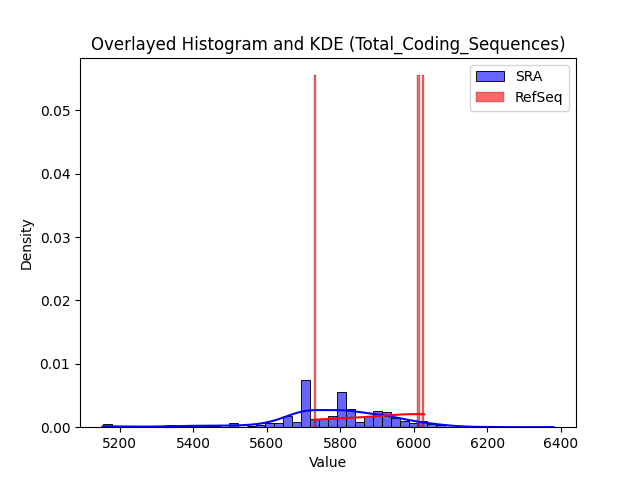 Overlayed Histogram and KDE (Total_Coding_Sequences)
SRA
RefSeq
0.05
0.04
0.03
0.02
0.01
0.00
Density
5200 5400 5600 5800 6000 6200 6400
Value